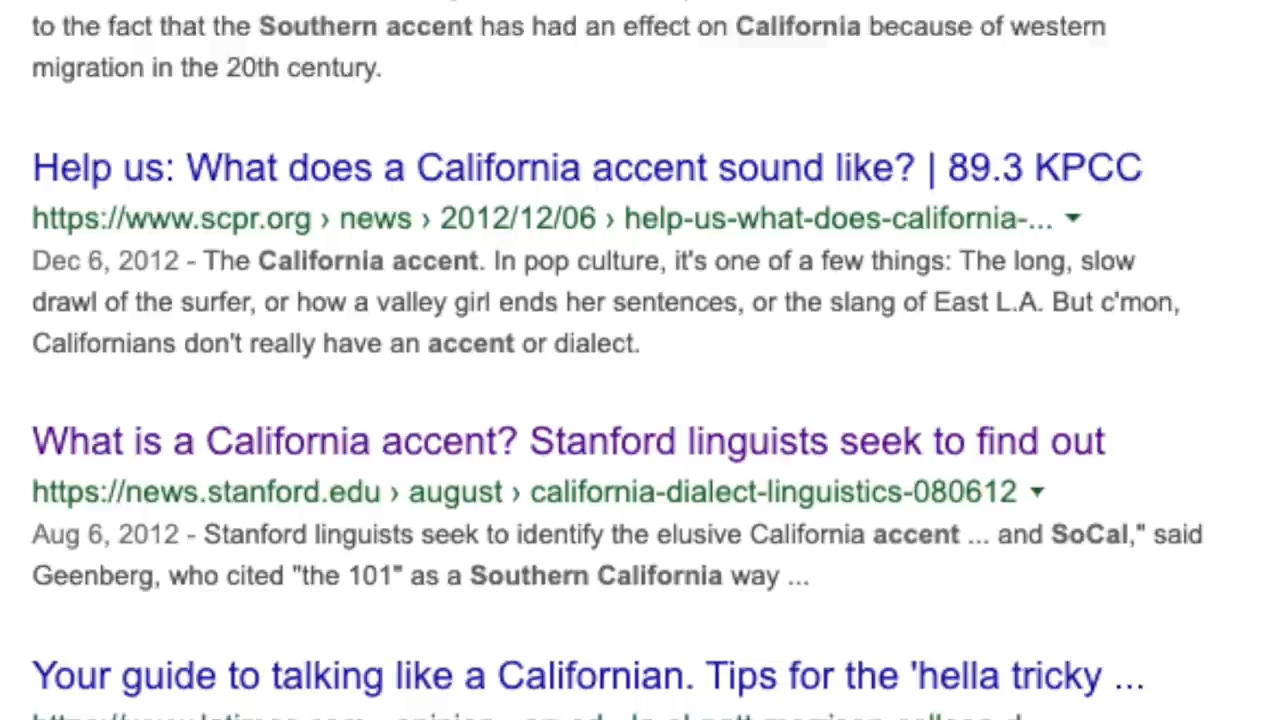 to the fact that the Southern accent has had an effect on California because of western
migration in the 20th century.
Help us: What does a California accent sound like? | 89.3 KPCC
https://www.scpr.org › news › 2012/12/06 › help-us-what-does-california-...
Dec 6, 2012 - The California accent. In pop culture, it's one of a few things: The long, slow
drawl of the surfer, or how a valley girl ends her sentences, or the slang of East L.A. But c'mon,
Californians don't really have an accent or dialect.
What is a California accent? Stanford linguists seek to find out
https://news.stanford.edu › august › california-dialect-linguistics-080612
Aug 6, 2012 - Stanford linguists seek to identify the elusive California accent ... and SoCal," said
Geenberg, who cited "the 101" as a Southern California way ...
Your guide to talking like a Californian. Tips for the 'hella tricky ...